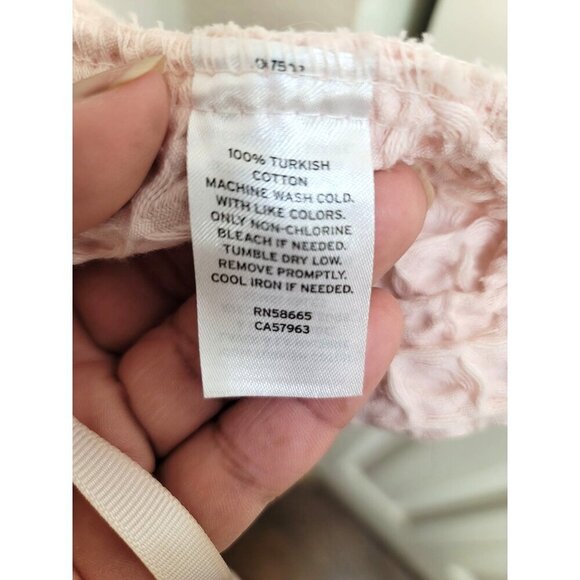 100% TURKISH
COTTON
MACHINE WASH COLD.
WITH LIKE COLORS.
ONLY NON-CHLORINE
BLEACH IF NEEDED.
TUMBLE DRY LOW.
REMOVE PROMPTLY.
COOL IRON IF NEEDED.
RN58665
CA57963